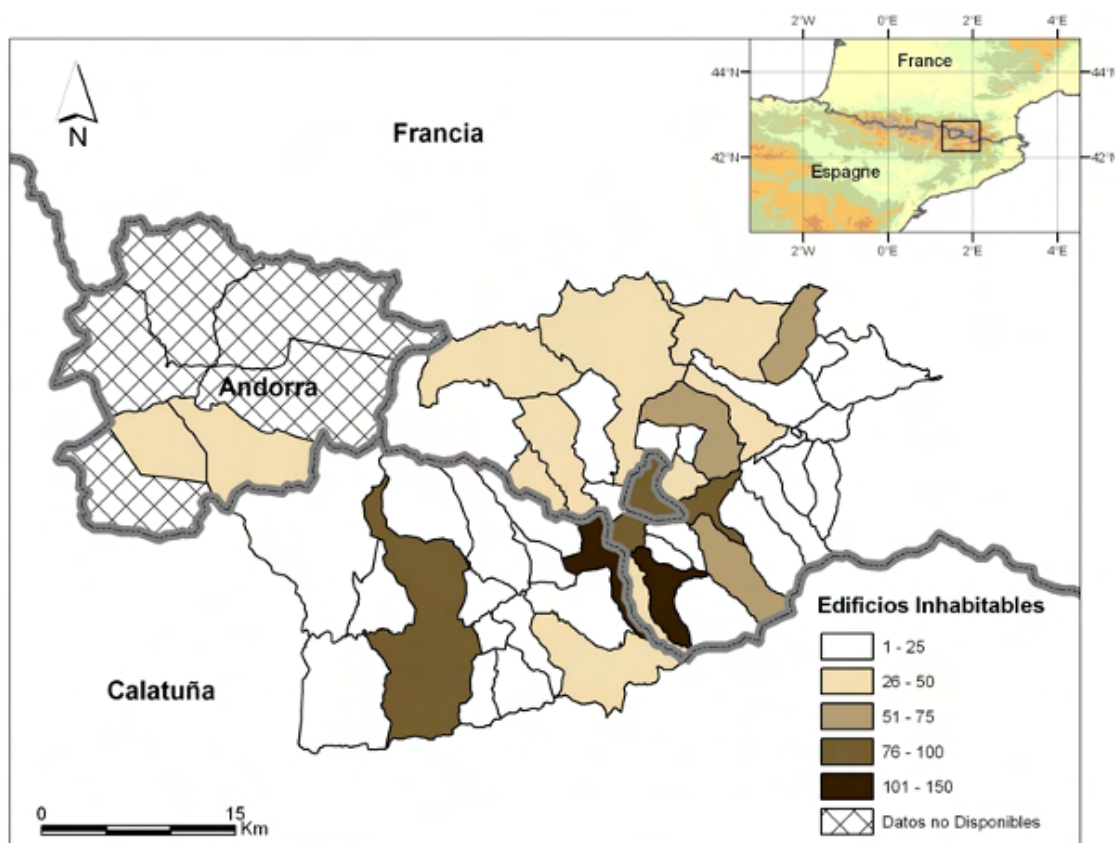 2°W 0°E 2°E 4°E
44°N 44°N
France
42°N 42°N
Espagne
2°W 0°E 2°E 4°E
N
Francia
Andorra
Calatuña
Edificios Inhabitables
1 - 25
26 - 50
51 - 75
76 - 100
101 - 150
Datos no Disponibles
0 15
Km